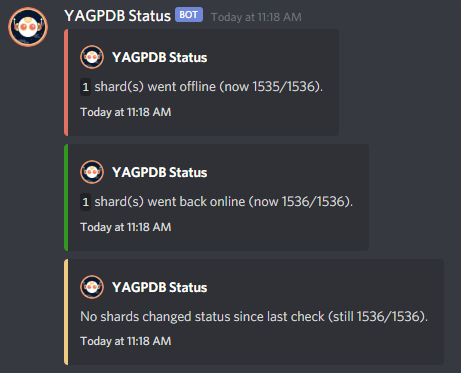 YAGPDB Status BOT Today at 11:18 AM
YAGPDB Status
1 shard(s) went offline (now 1535/1536).
Today at 11:18 AM
YAGPDB Status
1 shard(s) went back online (now 1536/1536).
Today at 11:18 AM
YAGPDB Status
No shards changed status since last check (still 1536/1536).
Today at 11:18 AM